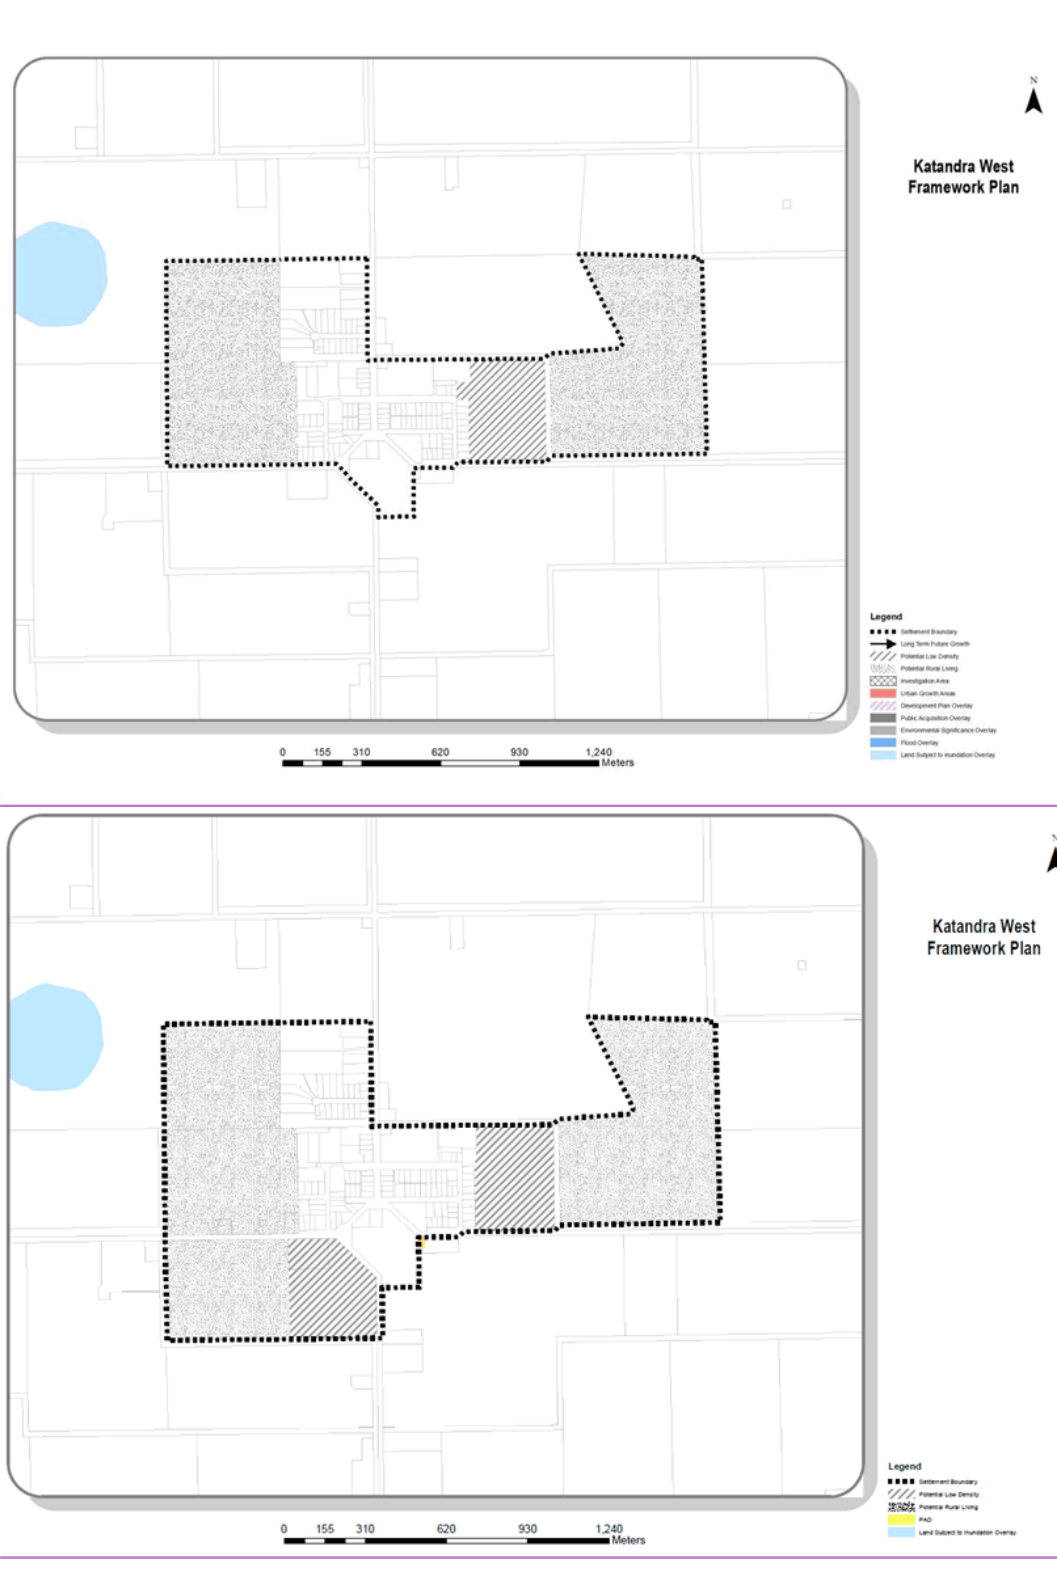 N
Katandra West
Framework Plan
Legend
Settlement Boundary
Long Term Future Growth
Potential Low Density
Potential Rural Living
Investigation Area
Urban Growth Areas
Development Plan Overlay
Public Acquisition Overlay
Environmental Significance Overlay
Flood Overlay
Land Subject to Inundation Overlay
0 155 310 620 930 1,240
Meters
N
Katandra West
Framework Plan
Legend
Settlement Boundary
Potential Low Density
Potential Rural Living
PAO
Land Subject to Inundation Overlay
0 155 310 620 930 1,240
Meters